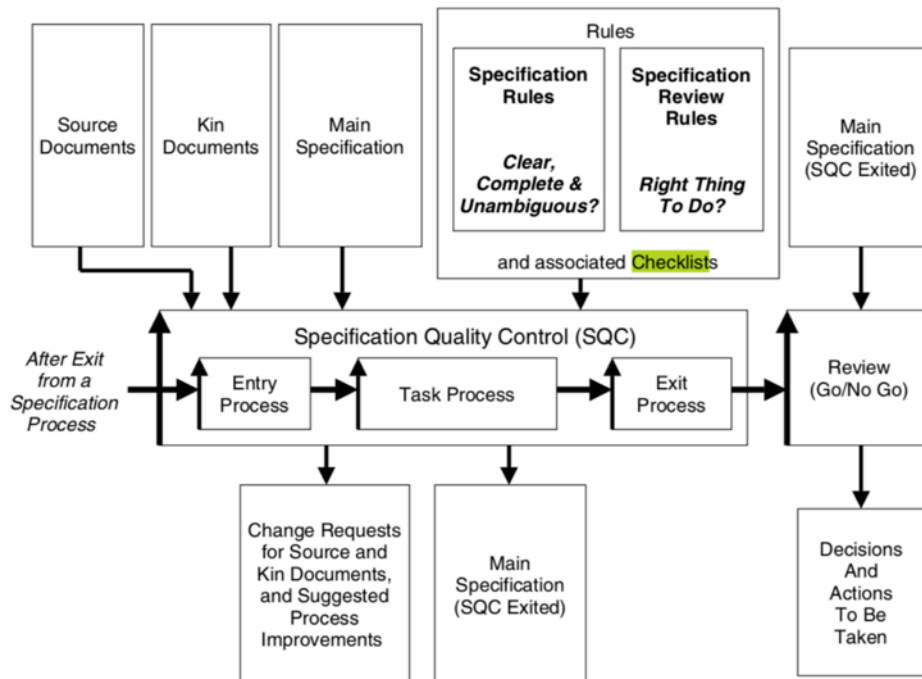 Rules
Source
Documents
Kin
Documents
Main
Specification
Specification
Rules
Clear,
Complete &
Unambiguous?
Specification
Review
Rules
Right Thing
To Do?
and associated Checklists
Main
Specification
(SQC Exited)
After Exit
from a
Specification
Process
Specification Quality Control (SQC)
Entry
Process
Task Process
Exit
Process
Review
(Go/No Go)
Change Requests
for Source and
Kin Documents,
and Suggested
Process
Improvements
Main
Specification
(SQC Exited)
Decisions
And
Actions
To Be
Taken